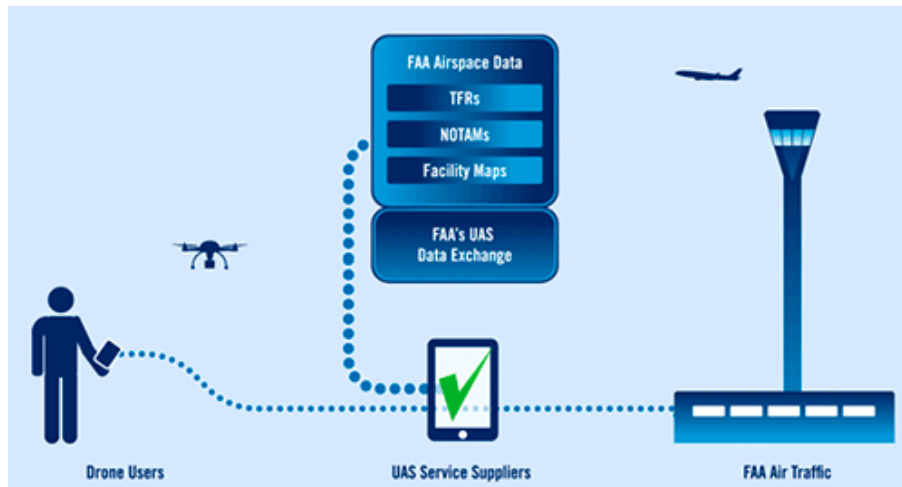 FAA Airspace Data
TFRs
NOTAMs
Facility Maps
FAA's UAS
Data Exchange
Drone Users
UAS Service Suppliers
FAA Air Traffic